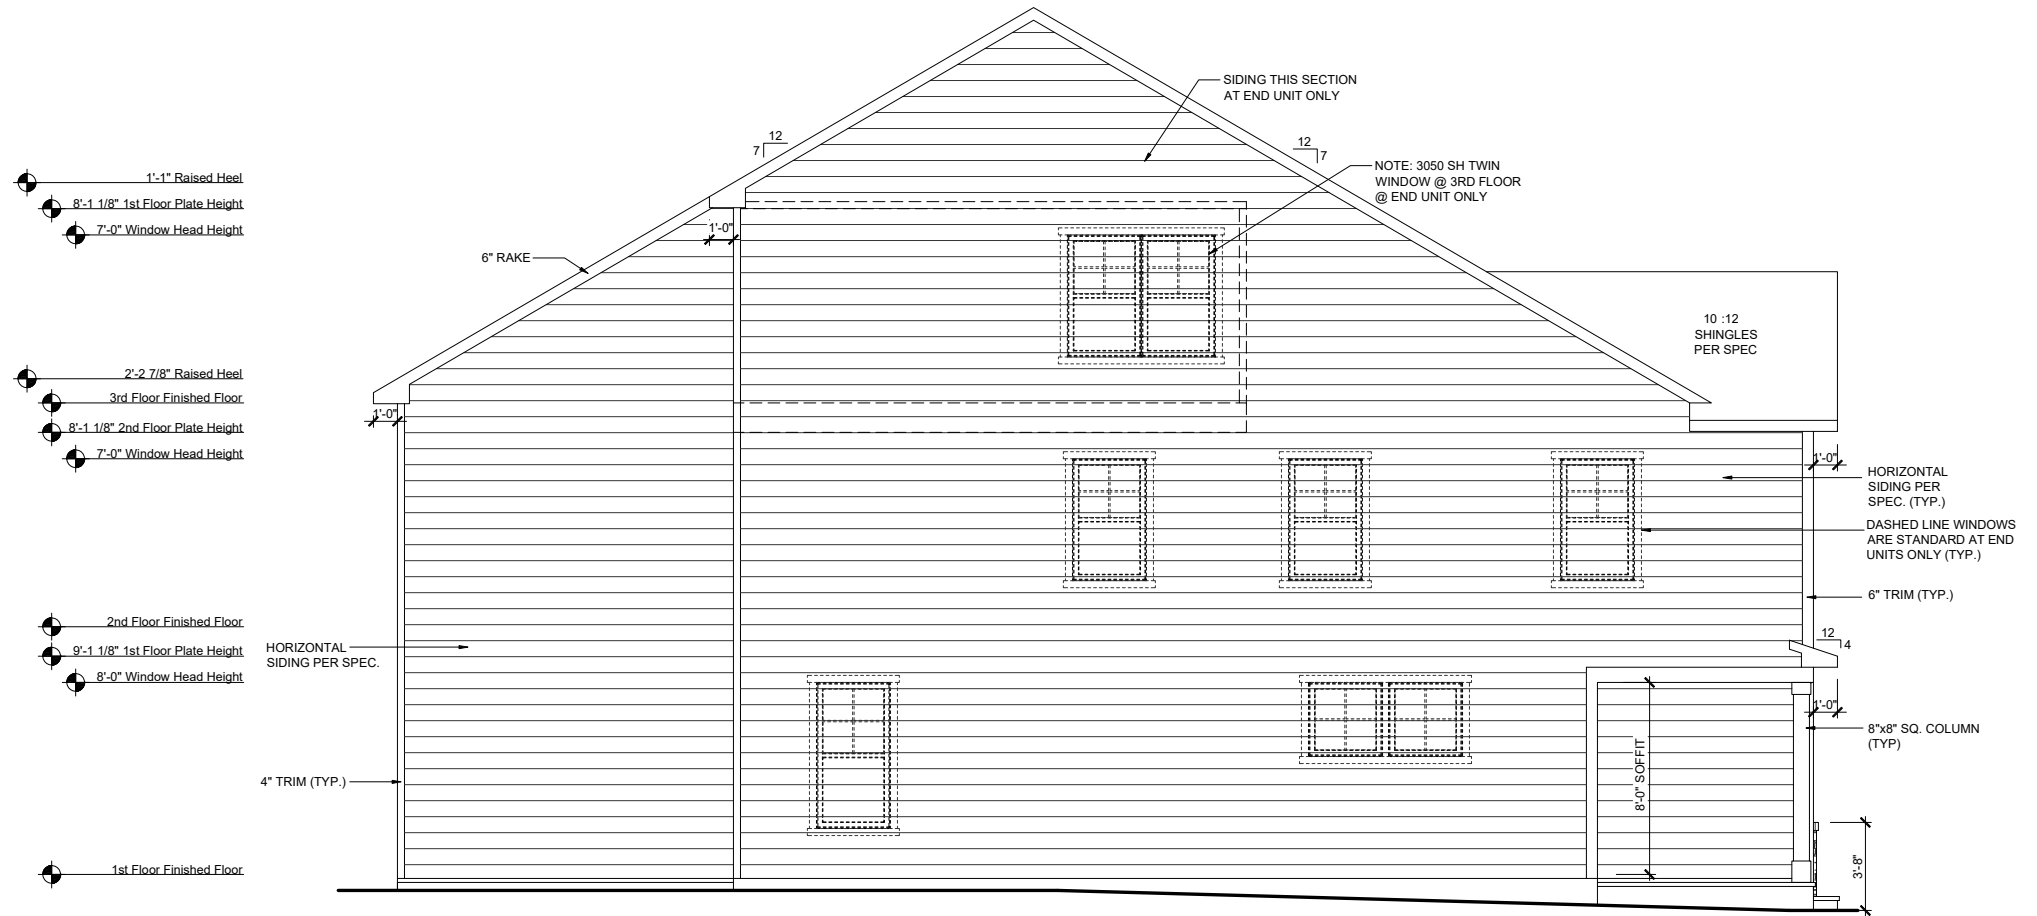 1'-1" Raised Heel
8'-1 1/8" 1st Floor Plate Height
7'-0" Window Head Height
2'-2 7/8" Raised Heel
3rd Floor Finished Floor
8'-1 1/8" 2nd Floor Plate Height
7'-0" Window Head Height
2nd Floor Finished Floor
9'-1 1/8" 1st Floor Plate Height
8'-0" Window Head Height
1st Floor Finished Floor
SIDING THIS SECTION
AT END UNIT ONLY
12
7
12
7
NOTE: 3050 SH TWIN
WINDOW @ 3RD FLOOR
@ END UNIT ONLY
1'-0"
6" RAKE
10 :12
SHINGLES
PER SPEC
1'-0"
1'-0"
HORIZONTAL
SIDING PER
SPEC. (TYP.)
DASHED LINE WINDOWS
ARE STANDARD AT END
UNITS ONLY (TYP.)
6" TRIM (TYP.)
12
4
HORIZONTAL
SIDING PER SPEC.
1'-0"
8"x8" SQ. COLUMN
(TYP)
8'-0" SOFFIT
4" TRIM (TYP.)
3'-8"